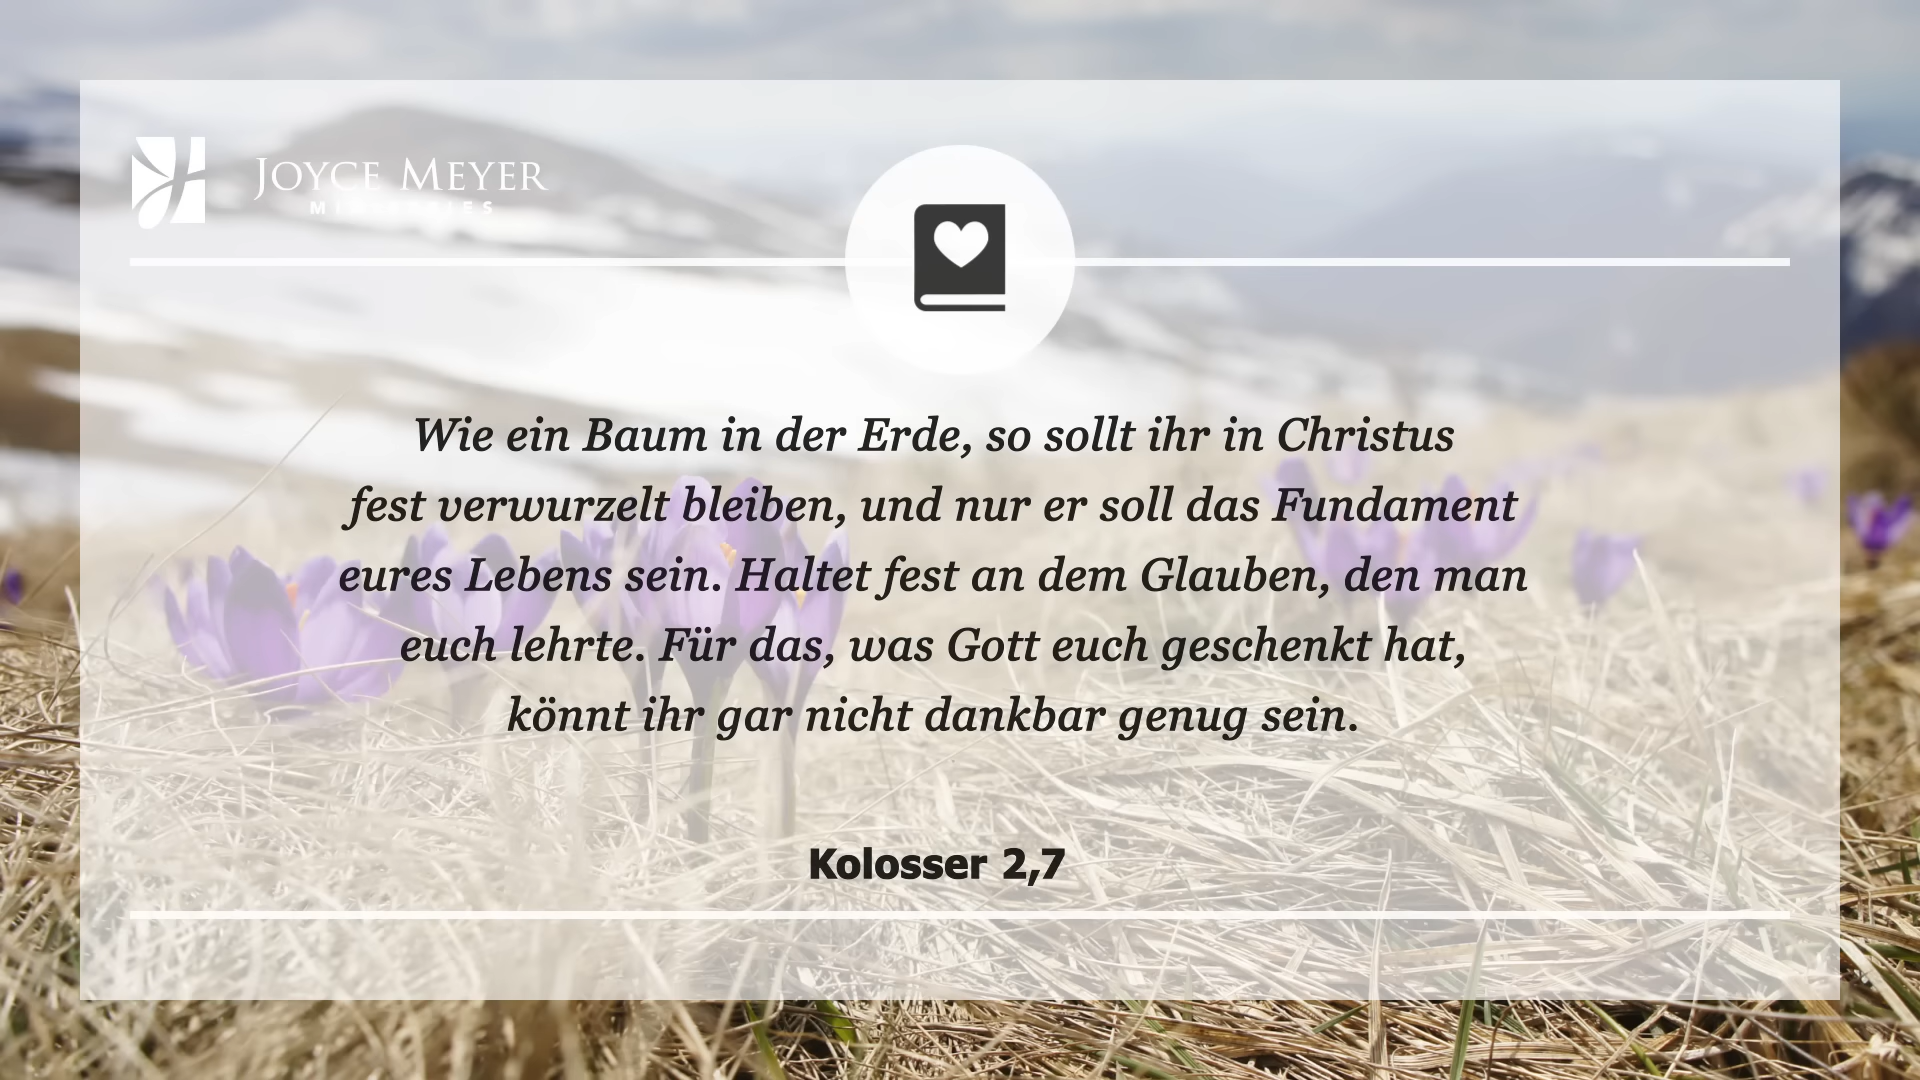 JOYCE MEYER
MINISTRIES
Wie ein Baum in der Erde, so sollt ihr in Christus
fest verwurzelt bleiben, und nur er soll das Fundament
eures Lebens sein. Haltet fest an dem Glauben, den man
euch lehrte. Für das, was Gott euch geschenkt hat,
könnt ihr gar nicht dankbar genug sein.
Kolosser 2,7